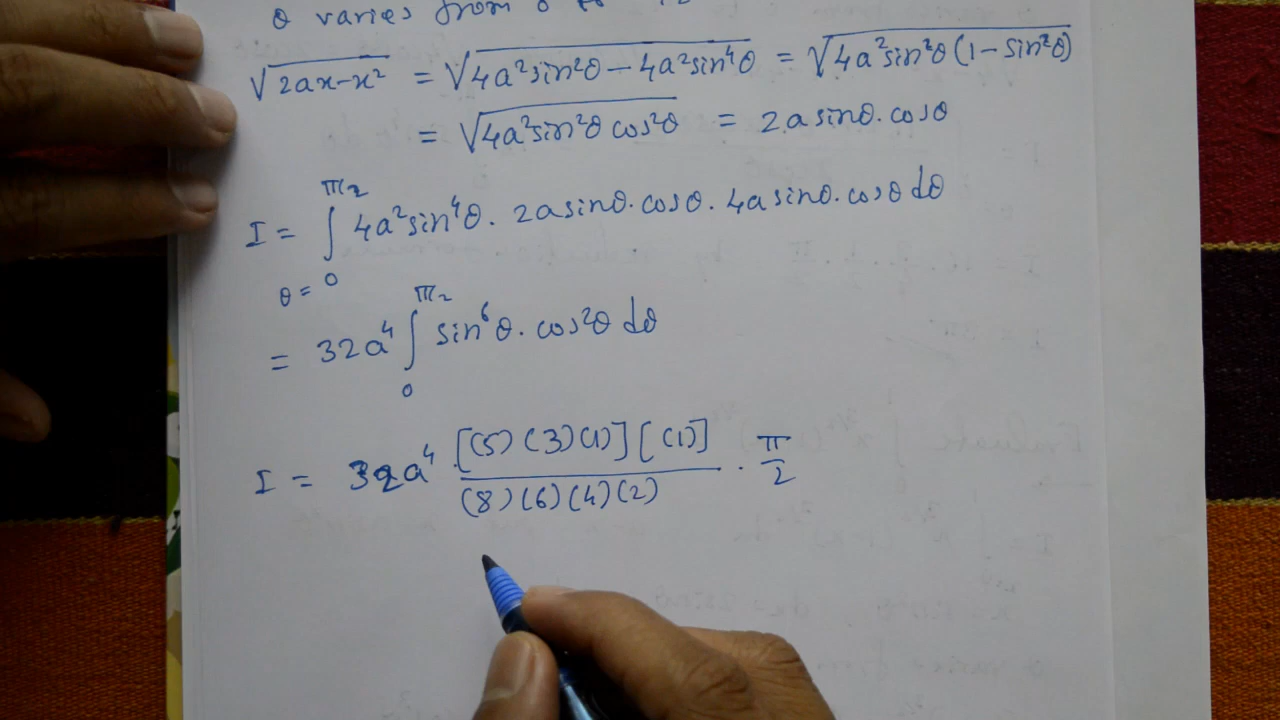 θ varies from 0 to
√(2ax-x²) = √(4a²sin²θ - 4a²sin⁴θ) = √(4a²sin²θ (1 - sin²θ))
= √(4a²sin²θ cos²θ) = 2a sinθ. cosθ
I = ∫_{θ=0}^{π/2} 4a²sin⁴θ. 2a sinθ. cosθ. 4a sinθ. cosθ dθ
= 32a⁴ ∫_0^{π/2} sin⁶θ. cos²θ dθ
I = 32a⁴ . [(5)(3)(1)][(1)] / (8)(6)(4)(2) . π/2